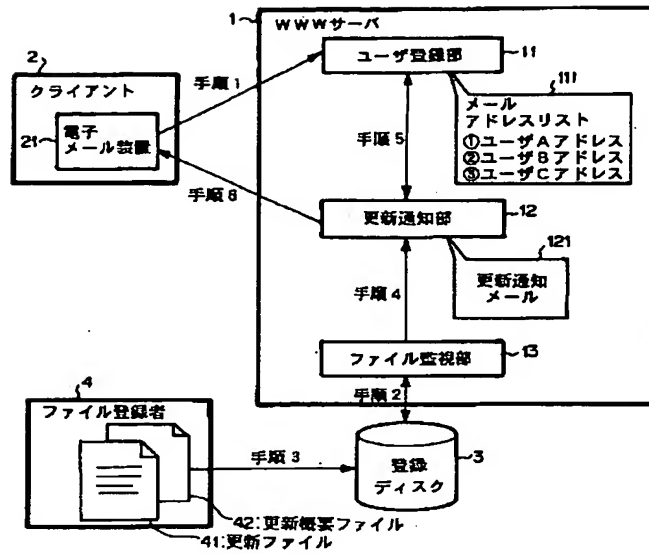 1
WWWサーバ
ユーザ登録部
11
2
クライアント
21
電子
メール装置
手順1
111
メール
アドレスリスト
①ユーザAアドレス
②ユーザBアドレス
③ユーザCアドレス
手順5
手順6
更新通知部
12
121
更新通知
メール
手順4
ファイル監視部
13
手順2
4
ファイル登録者
手順3
登録
ディスク
3
42:更新概要ファイル
41:更新ファイル